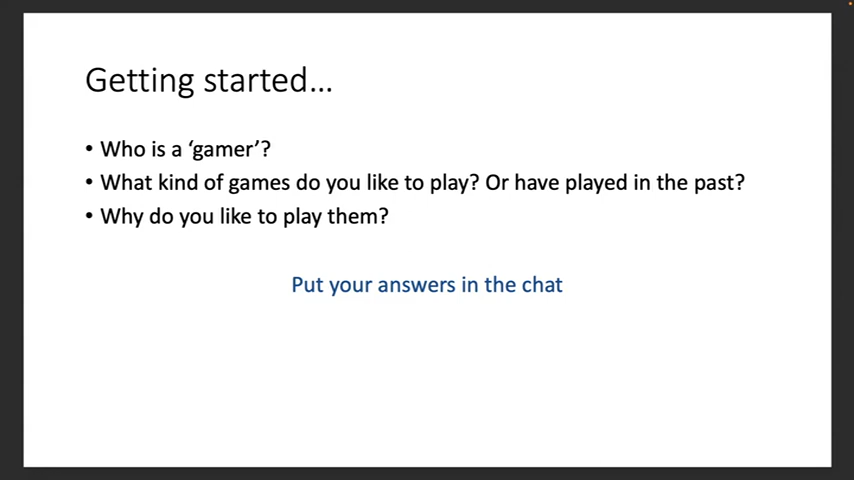 Getting started...
• Who is a ‘gamer’?
• What kind of games do you like to play? Or have played in the past?
• Why do you like to play them?
Put your answers in the chat